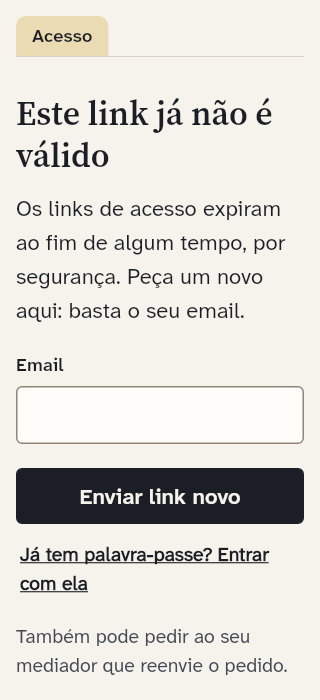 Acesso
Este link já não é
válido
Os links de acesso expiram
ao fim de algum tempo, por
segurança. Peça um novo
aqui: basta o seu email.
Email
Enviar link novo
Já tem palavra-passe? Entrar
com ela
Também pode pedir ao seu
mediador que reenvie o pedido.